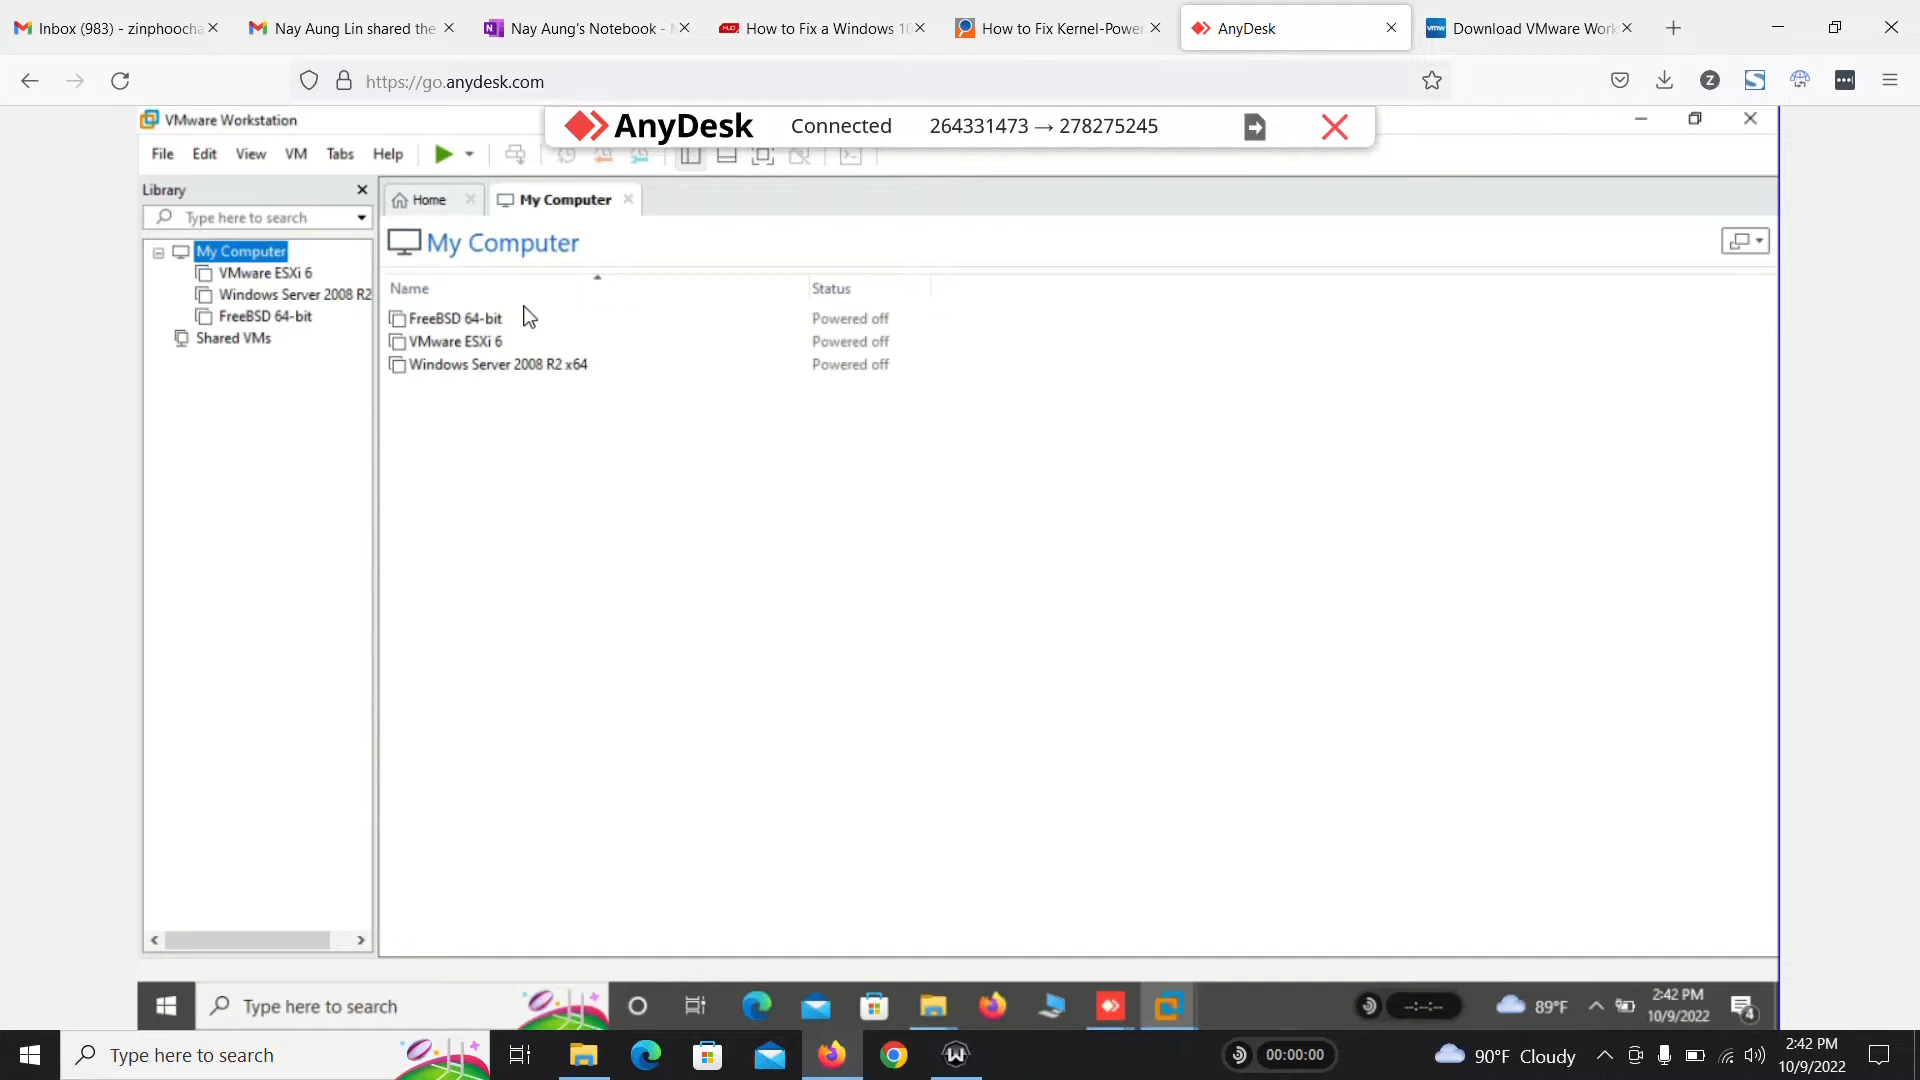 Inbox (983) - zinphoocha
Nay Aung Lin shared the
Nay Aung's Notebook - M
How to Fix a Windows 10
How to Fix Kernel-Power
AnyDesk
Download VMware Work
https://go.anydesk.com
VMware Workstation
AnyDesk Connected 264331473 → 278275245
File Edit View VM Tabs Help
Library
Type here to search
Home
My Computer
My Computer
My Computer
VMware ESXi 6
Windows Server 2008 R2
FreeBSD 64-bit
Shared VMs
Name Status
FreeBSD 64-bit Powered off
VMware ESXi 6 Powered off
Windows Server 2008 R2 x64 Powered off
Type here to search
--:--:--
89°F
2:42 PM
10/9/2022
4
Type here to search
00:00:00
90°F Cloudy
2:42 PM
10/9/2022